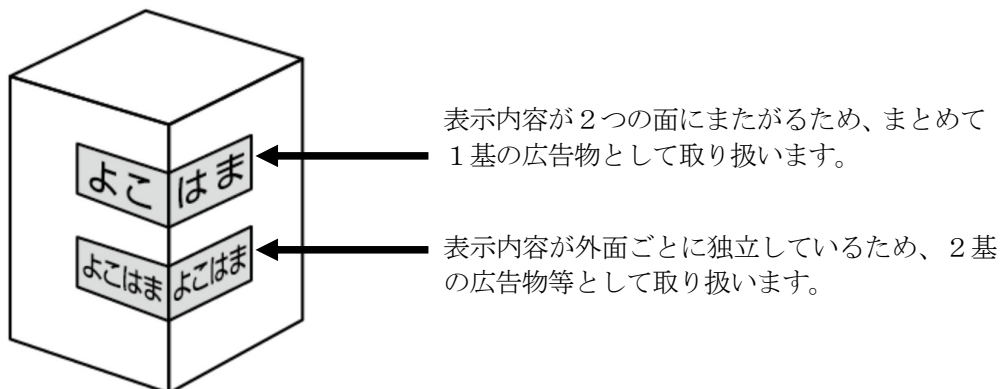 よこはま
表示内容が２つの面にまたがるため、まとめて
１基の広告物として取り扱います。
よこはま よこはま
表示内容が外面ごとに独立しているため、２基
の広告物等として取り扱います。